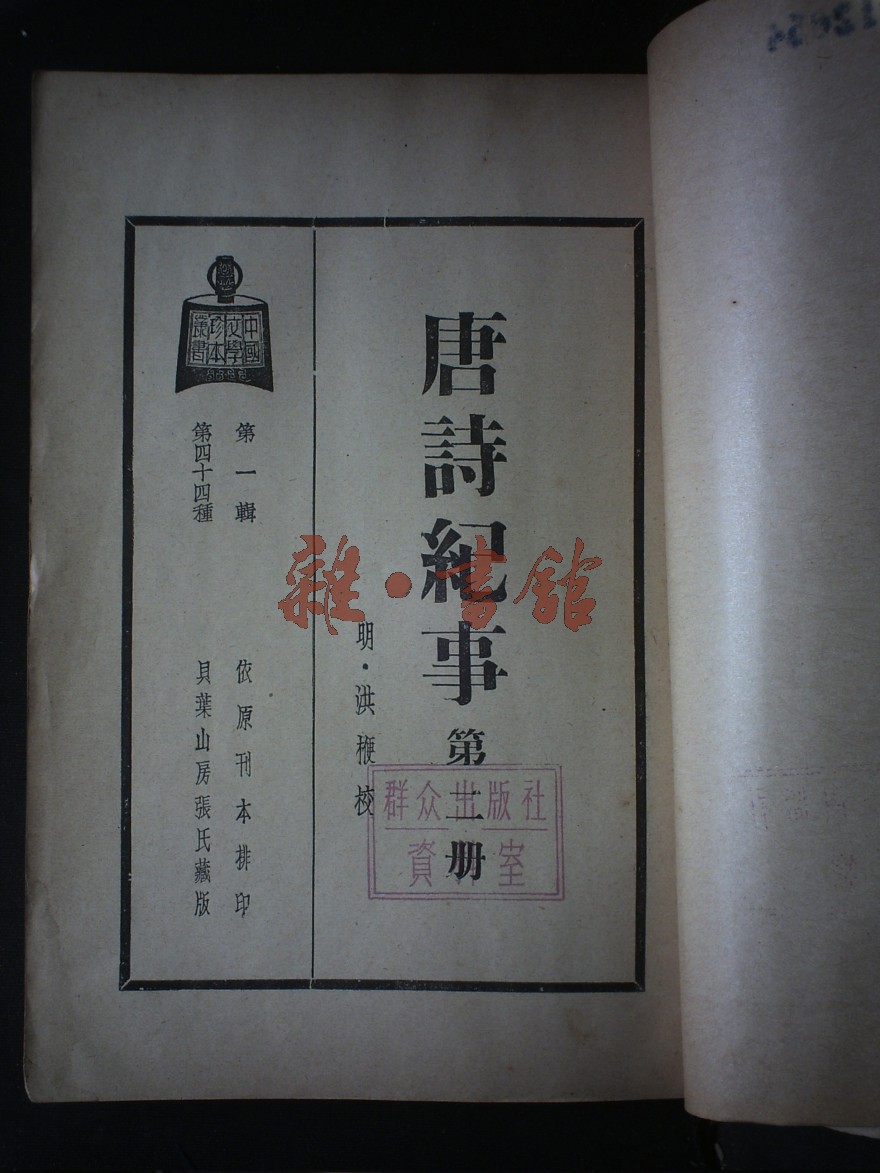 唐詩紀事
第二册
明·洪楩校
中國
文學
珍本
叢書
第一輯
第四十四種
依原刊本排印
貝葉山房張氏藏版
群众出版社
資料室
雜·書館